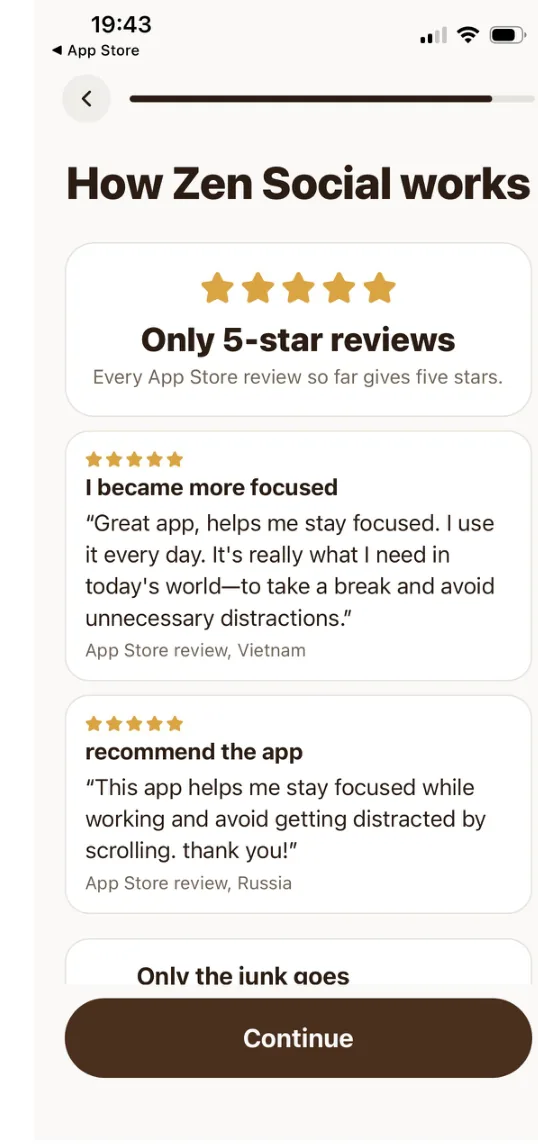 19:43
◀ App Store
How Zen Social works
Only 5-star reviews
Every App Store review so far gives five stars.
I became more focused
“Great app, helps me stay focused. I use
it every day. It's really what I need in
today's world—to take a break and avoid
unnecessary distractions.”
App Store review, Vietnam
recommend the app
“This app helps me stay focused while
working and avoid getting distracted by
scrolling. thank you!”
App Store review, Russia
Only the junk goes
Continue